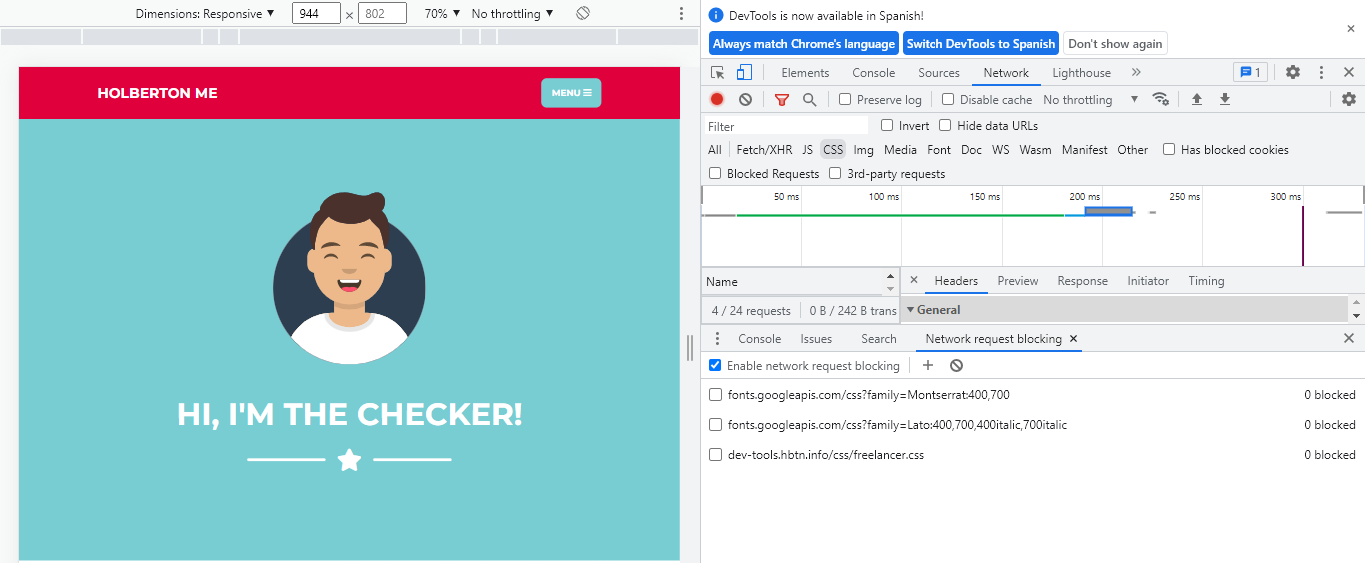 Dimensions: Responsive ▼ 944 × 802 70% ▼ No throttling ▼
HOLBERTON ME
MENU
HI, I'M THE CHECKER!
DevTools is now available in Spanish!
Always match Chrome's language Switch DevTools to Spanish Don't show again
Elements Console Sources Network Lighthouse » 1
Preserve log Disable cache No throttling ▼
Filter Invert Hide data URLs
All Fetch/XHR JS CSS Img Media Font Doc WS Wasm Manifest Other Has blocked cookies
Blocked Requests 3rd-party requests
50 ms 100 ms 150 ms 200 ms 250 ms 300 ms
Name × Headers Preview Response Initiator Timing
4 / 24 requests 0 B / 242 B trans ▼ General
Console Issues Search Network request blocking ×
Enable network request blocking +
fonts.googleapis.com/css?family=Montserrat:400,700 0 blocked
fonts.googleapis.com/css?family=Lato:400,700,400italic,700italic 0 blocked
dev-tools.hbtn.info/css/freelancer.css 0 blocked